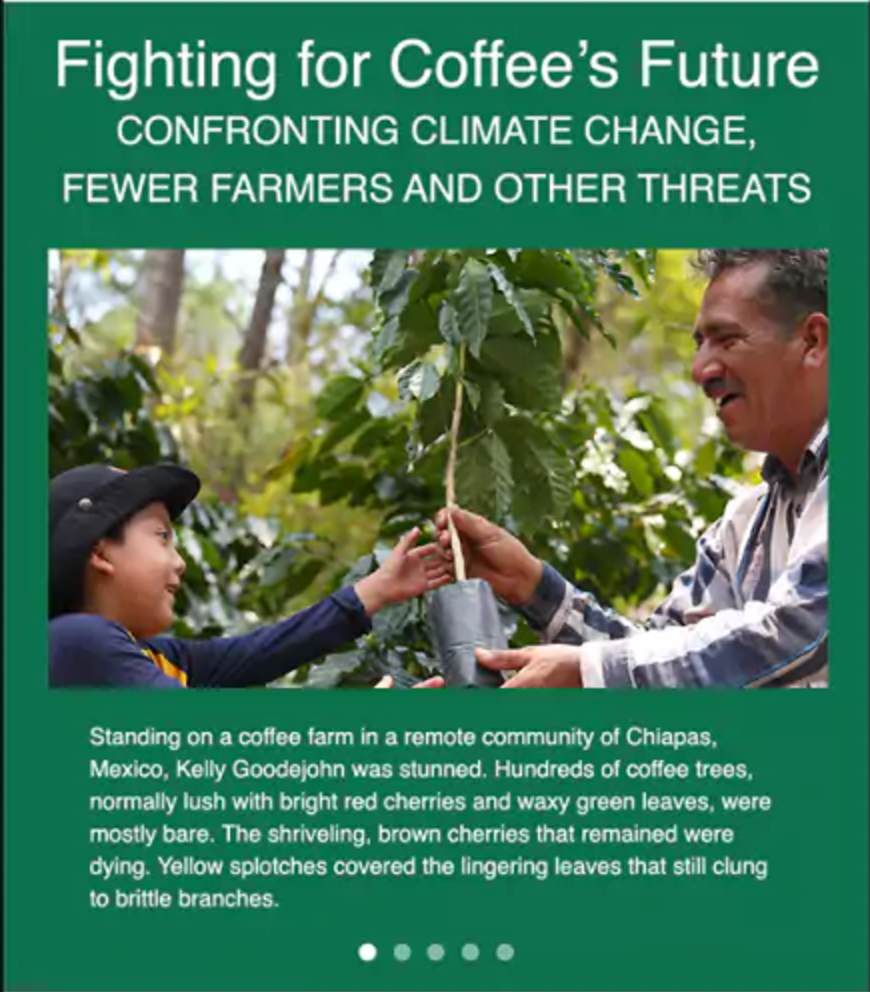 Fighting for Coffee’s Future
CONFRONTING CLIMATE CHANGE,
FEWER FARMERS AND OTHER THREATS
Standing on a coffee farm in a remote community of Chiapas,
Mexico, Kelly Goodejohn was stunned. Hundreds of coffee trees,
normally lush with bright red cherries and waxy green leaves, were
mostly bare. The shriveling, brown cherries that remained were
dying. Yellow splotches covered the lingering leaves that still clung
to brittle branches.